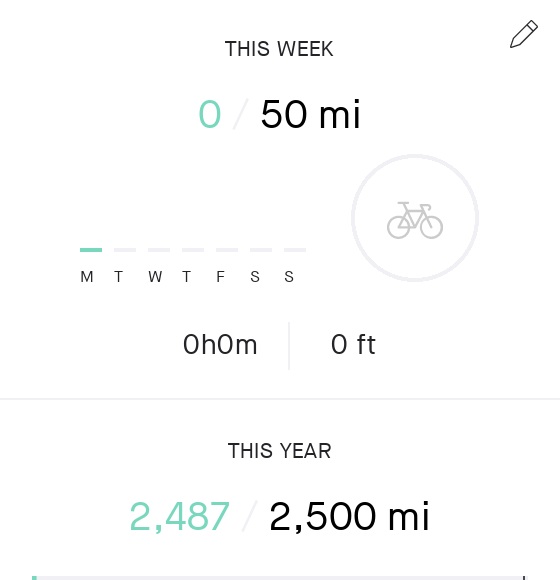 THIS WEEK
0 / 50 mi
M T W T F S S
0h0m 0 ft
THIS YEAR
2,487 / 2,500 mi